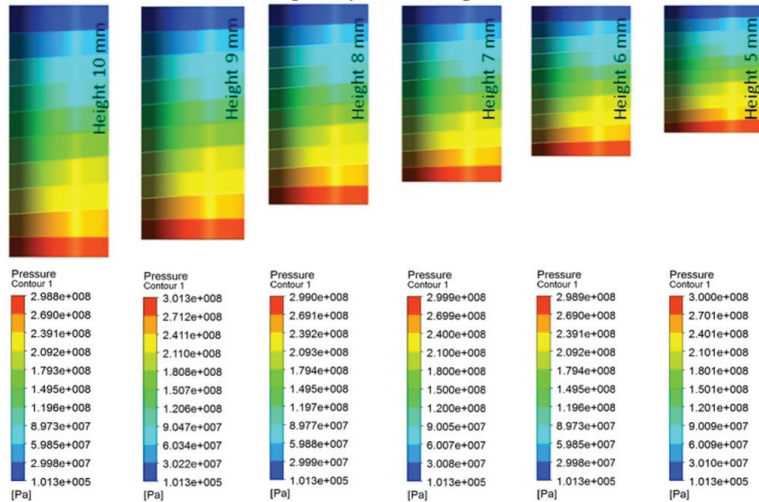 Height 10 mm
Height 9 mm
Height 8 mm
Height 7 mm
Height 6 mm
Height 5 mm
Pressure
Contour 1
2.988e+008
2.690e+008
2.391e+008
2.092e+008
1.793e+008
1.495e+008
1.196e+008
8.973e+007
5.985e+007
2.998e+007
1.013e+005
[Pa]
Pressure
Contour 1
3.013e+008
2.712e+008
2.411e+008
2.110e+008
1.808e+008
1.507e+008
1.206e+008
9.047e+007
6.034e+007
3.022e+007
1.013e+005
[Pa]
Pressure
Contour 1
2.990e+008
2.691e+008
2.392e+008
2.093e+008
1.794e+008
1.495e+008
1.197e+008
8.977e+007
5.988e+007
2.999e+007
1.013e+005
[Pa]
Pressure
Contour 1
2.999e+008
2.699e+008
2.400e+008
2.100e+008
1.800e+008
1.500e+008
1.200e+008
9.005e+007
6.007e+007
3.008e+007
1.013e+005
[Pa]
Pressure
Contour 1
2.989e+008
2.690e+008
2.391e+008
2.092e+008
1.794e+008
1.495e+008
1.196e+008
8.973e+007
5.985e+007
2.998e+007
1.013e+005
[Pa]
Pressure
Contour 1
3.000e+008
2.701e+008
2.401e+008
2.101e+008
1.801e+008
1.501e+008
1.201e+008
9.009e+007
6.009e+007
3.010e+007
1.013e+005
[Pa]